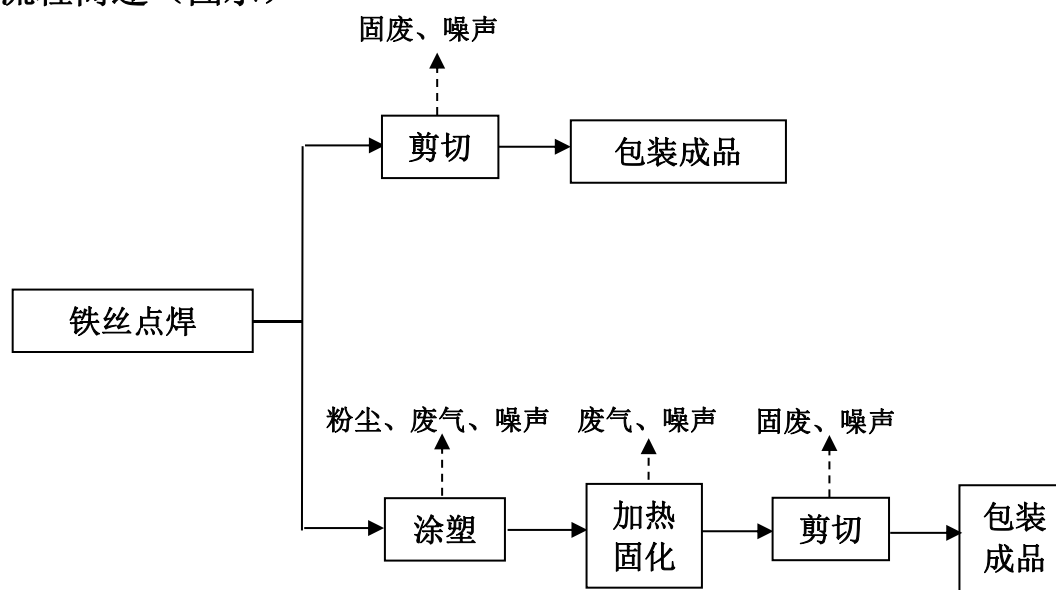 固废、噪声
剪切
包装成品
铁丝点焊
粉尘、废气、噪声
废气、噪声
固废、噪声
涂塑
加热
固化
剪切
包装
成品